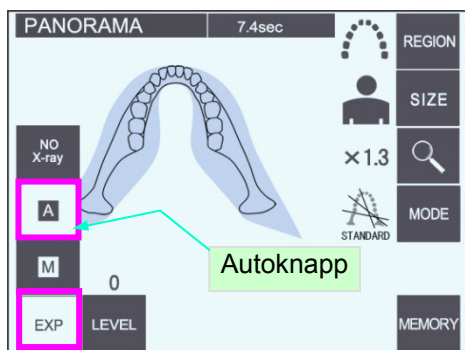 PANORAMA
7.4sec
REGION
SIZE
NO
X-ray
×1.3
A
MODE
STANDARD
Autoknapp
M
0
EXP
LEVEL
MEMORY